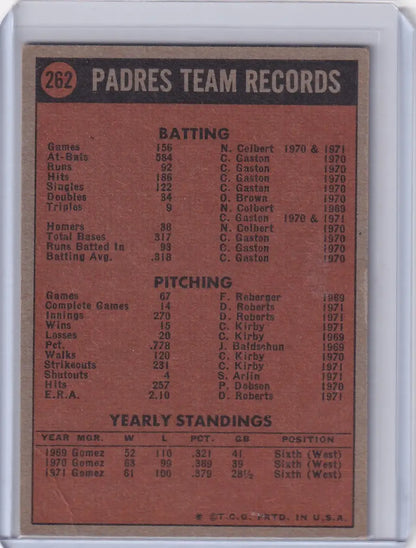 262 PADRES TEAM RECORDS
BATTING
Games 156 N. Colbert 1970 & 1971
At-Bats 584 C. Gaston 1970
Runs 92 C. Gaston 1970
Hits 186 C. Gaston 1970
Singles 122 C. Gaston 1970
Doubles 34 O. Brown 1970
Triples 9 N. Colbert 1969
C. Gaston 1970 & 1971
Homers 38 N. Colbert 1970
Total Bases 317 C. Gaston 1970
Runs Batted In 93 C. Gaston 1970
Batting Avg. .318 C. Gaston 1970
PITCHING
Games 67 F. Reberger 1969
Complete Games 14 D. Roberts 1971
Innings 270 D. Roberts 1971
Wins 15 C. Kirby 1971
Losses 20 C. Kirby 1969
Pct. .778 J. Baldschun 1969
Walks 120 C. Kirby 1970
Strikeouts 231 C. Kirby 1971
Shutouts 4 S. Arlin 1971
Hits 257 P. Dobson 1970
E.R.A. 2.10 D. Roberts 1971
YEARLY STANDINGS
YEAR MGR. W L PCT. GB POSITION
1969 Gomez 52 110 .321 41 Sixth (West)
1970 Gomez 63 99 .389 39 Sixth (West)
1971 Gomez 61 100 .379 28½ Sixth (West)
© T.C.G. PRTD. IN U.S.A.